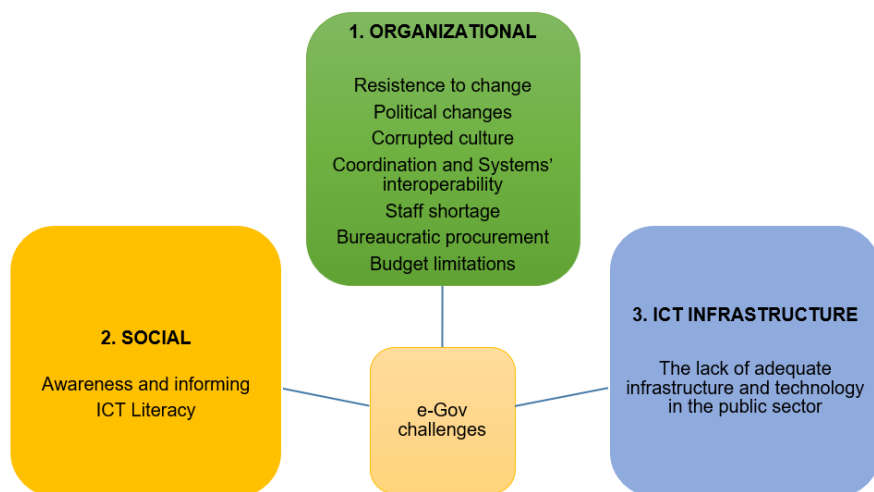 1. ORGANIZATIONAL
Resistence to change
Political changes
Corrupted culture
Coordination and Systems’
interoperability
Staff shortage
Bureaucratic procurement
Budget limitations
2. SOCIAL
Awareness and informing
ICT Literacy
3. ICT INFRASTRUCTURE
The lack of adequate
infrastructure and technology
in the public sector
e-Gov
challenges